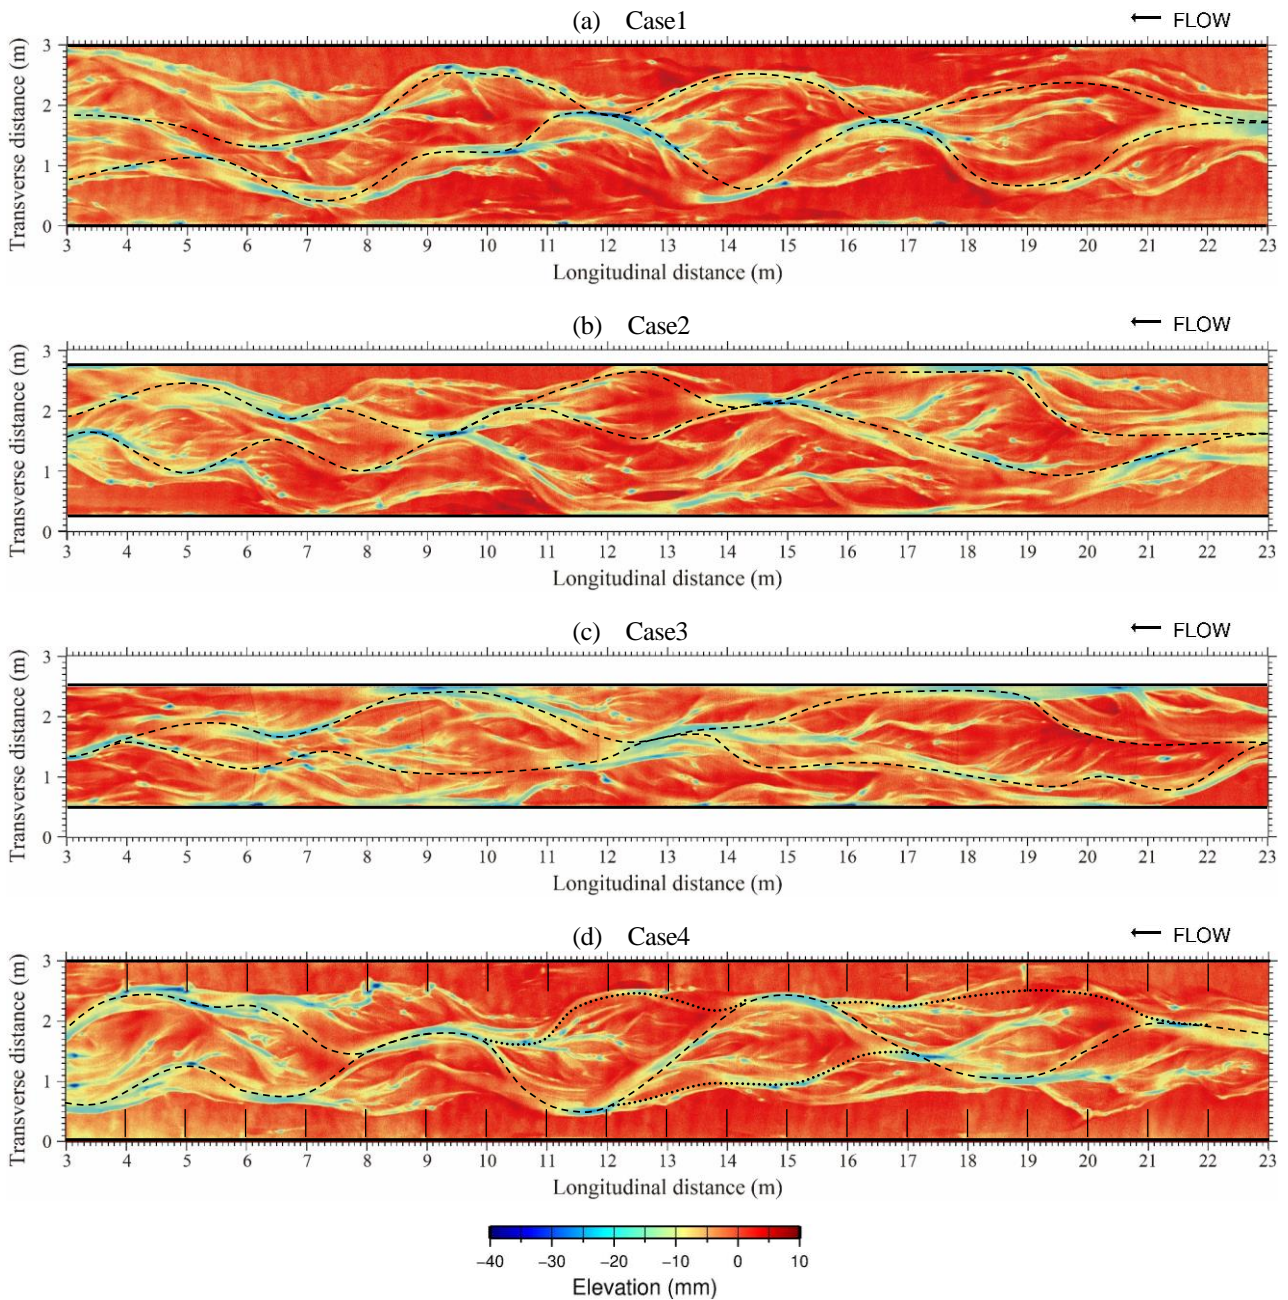 (a) Case1
← FLOW
Transverse distance (m)
3
2
1
0
3 4 5 6 7 8 9 10 11 12 13 14 15 16 17 18 19 20 21 22 23
Longitudinal distance (m)
(b) Case2
← FLOW
Transverse distance (m)
3
2
1
0
3 4 5 6 7 8 9 10 11 12 13 14 15 16 17 18 19 20 21 22 23
Longitudinal distance (m)
(c) Case3
← FLOW
Transverse distance (m)
3
2
1
0
3 4 5 6 7 8 9 10 11 12 13 14 15 16 17 18 19 20 21 22 23
Longitudinal distance (m)
(d) Case4
← FLOW
Transverse distance (m)
3
2
1
0
3 4 5 6 7 8 9 10 11 12 13 14 15 16 17 18 19 20 21 22 23
Longitudinal distance (m)
−40 −30 −20 −10 0 10
Elevation (mm)